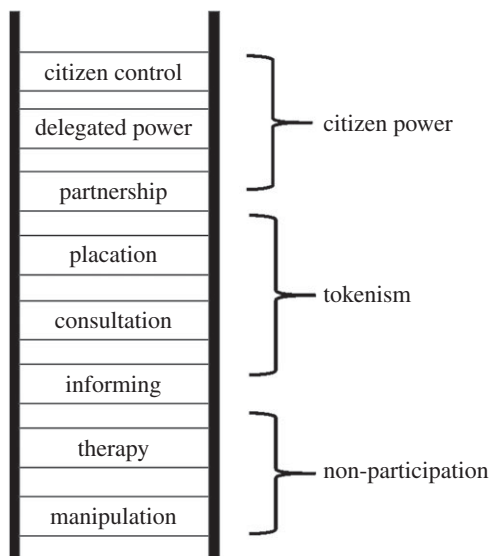 citizen control
delegated power
partnership
placation
consultation
informing
therapy
manipulation
citizen power
tokenism
non-participation